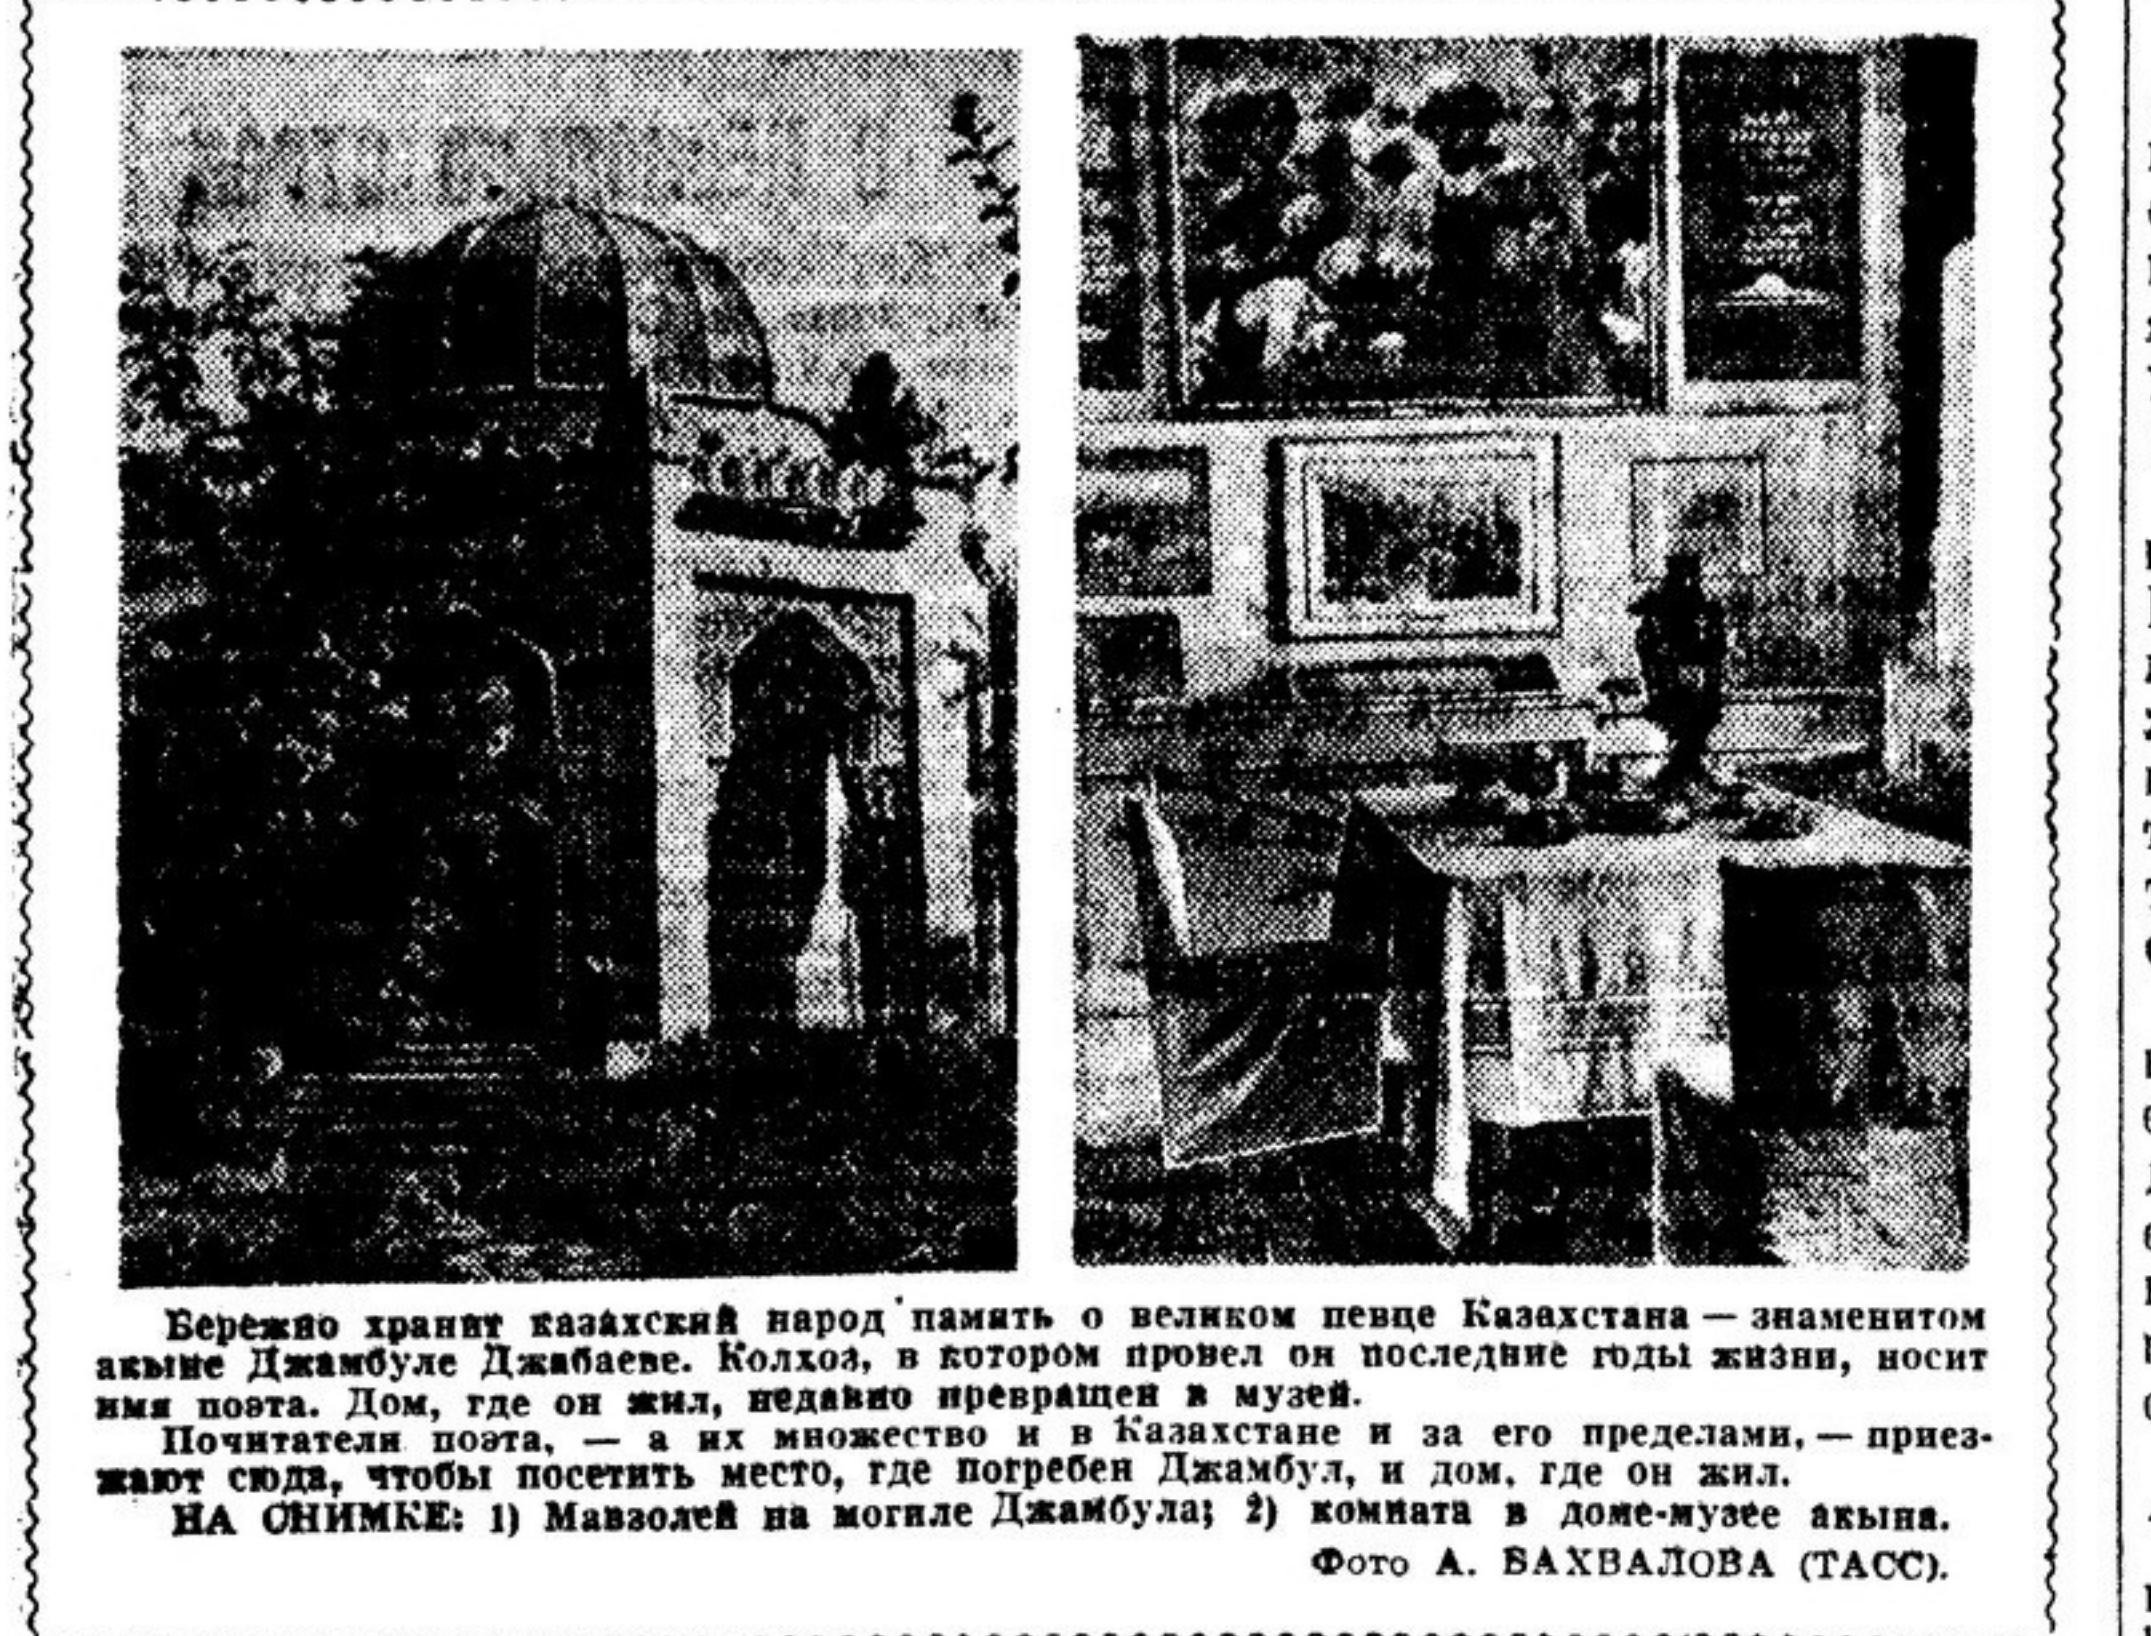 Бережно хранит казахский народ память о великом певце Казахстана — знаменитом
акыне Джамбуле Джабаеве. Колхоз, в котором провел он последние годы жизни, носит
имя поэта. Дом, где он жил, недавно превращен в музей.
Почитатели поэта, — а их множество и в Казахстане и за его пределами, — приез-
жают сюда, чтобы посетить место, где погребен Джамбул, и дом, где он жил.
НА СНИМКЕ: 1) Мавзолей на могиле Джамбула; 2) комната в доме-музее акына.
Фото А. БАХВАЛОВА (ТАСС).